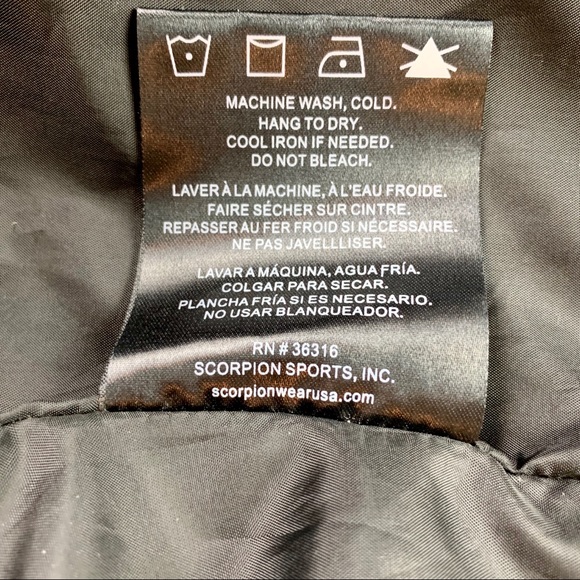 MACHINE WASH, COLD.
HANG TO DRY.
COOL IRON IF NEEDED.
DO NOT BLEACH.
LAVER À LA MACHINE, À L'EAU FROIDE.
FAIRE SÉCHER SUR CINTRE.
REPASSER AU FER FROID SI NÉCESSAIRE.
NE PAS JAVELLLISER.
LAVAR A MÁQUINA, AGUA FRÍA.
COLGAR PARA SECAR.
PLANCHA FRÍA SI ES NECESARIO.
NO USAR BLANQUEADOR.
RN # 36316
SCORPION SPORTS, INC.
scorpionwearusa.com